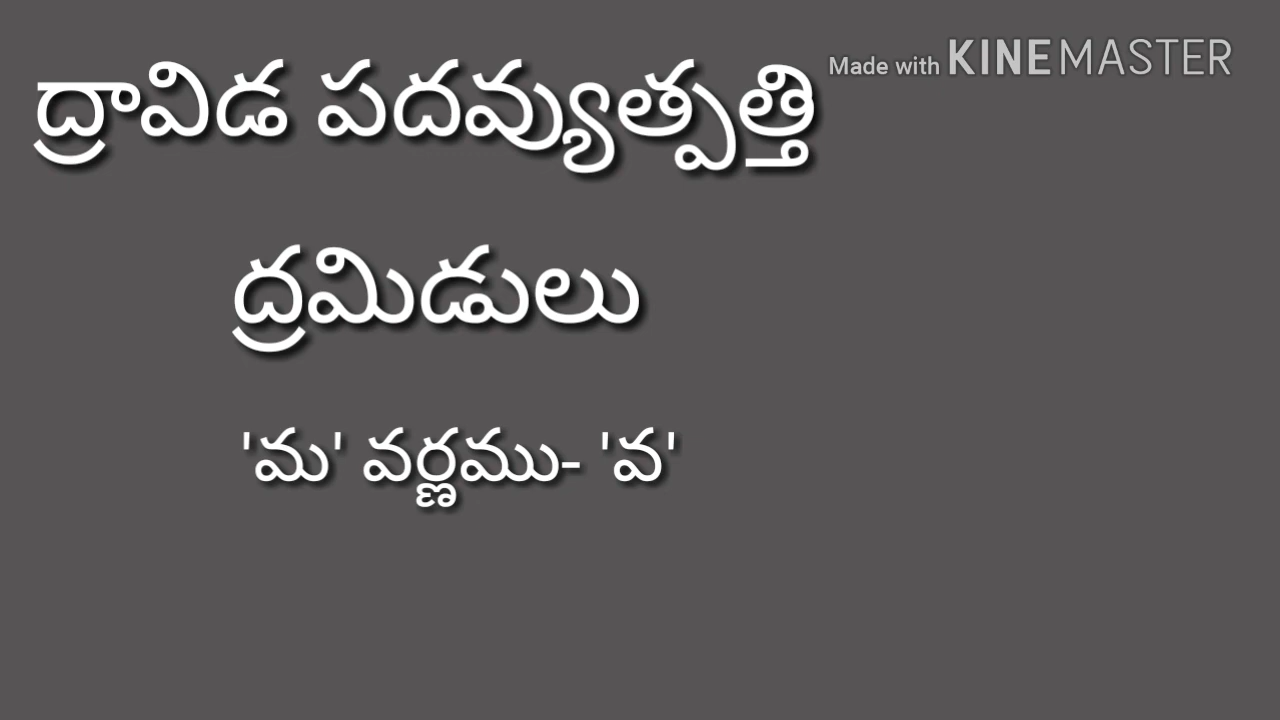 ద్రావిడ పదవ్యుత్పత్తి Made with KINEMASTER
ద్రమిడులు
'మ' వర్ణము- 'వ'